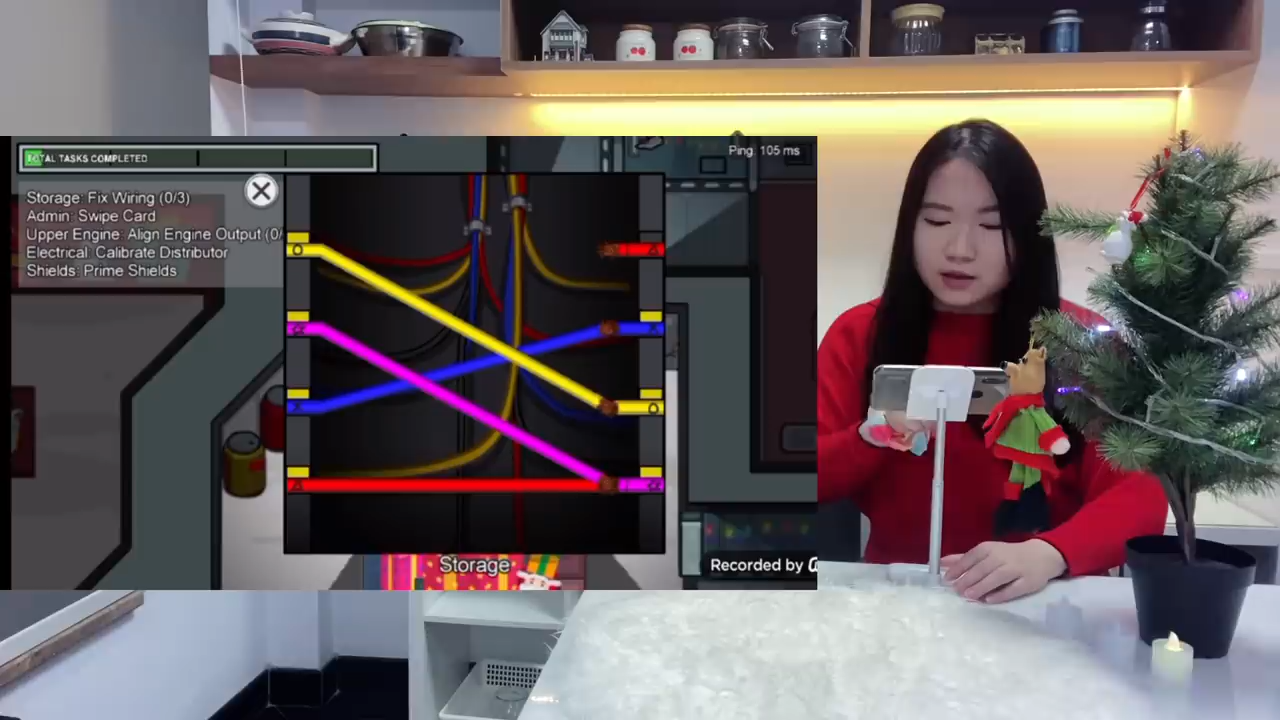 TOTAL TASKS COMPLETED
Ping: 105 ms
Storage: Fix Wiring (0/3)
Admin: Swipe Card
Upper Engine: Align Engine Output (0/
Electrical: Calibrate Distributor
Shields: Prime Shields
Storage
Recorded by